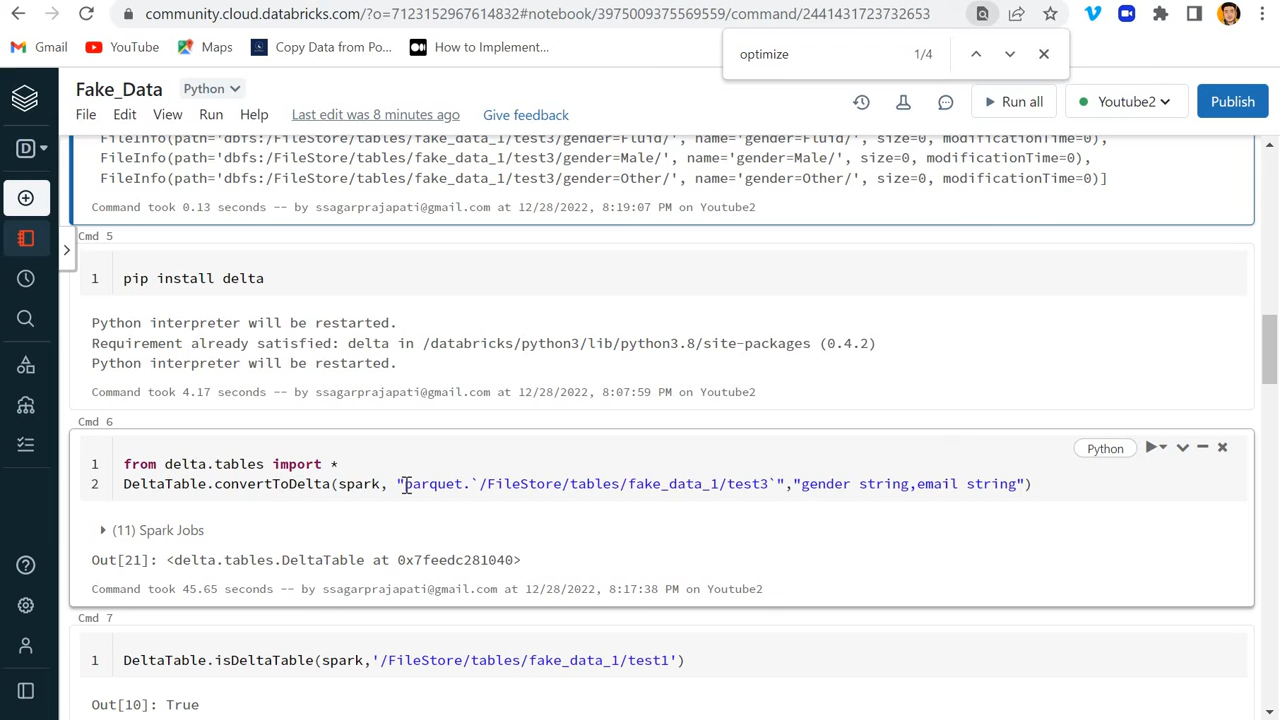 community.cloud.databricks.com/?o=7123152967614832#notebook/3975009375569559/command/2441431723732653
Gmail
YouTube
Maps
Copy Data from Po...
How to Implement...
optimize
1/4
Fake_Data
Python
File
Edit
View
Run
Help
Last edit was 8 minutes ago
Give feedback
Run all
Youtube2
Publish
D
FileInfo(path='dbfs:/FileStore/tables/fake_data_1/test3/gender=Fluid/', name='gender=Fluid/', size=0, modificationTime=0),
FileInfo(path='dbfs:/FileStore/tables/fake_data_1/test3/gender=Male/', name='gender=Male/', size=0, modificationTime=0),
FileInfo(path='dbfs:/FileStore/tables/fake_data_1/test3/gender=Other/', name='gender=Other/', size=0, modificationTime=0)]
Command took 0.13 seconds -- by ssagarprajapati@gmail.com at 12/28/2022, 8:19:07 PM on Youtube2
Cmd 5
1 pip install delta
Python interpreter will be restarted.
Requirement already satisfied: delta in /databricks/python3/lib/python3.8/site-packages (0.4.2)
Python interpreter will be restarted.
Command took 4.17 seconds -- by ssagarprajapati@gmail.com at 12/28/2022, 8:07:59 PM on Youtube2
Cmd 6
Python
1 from delta.tables import *
2 DeltaTable.convertToDelta(spark, "parquet.`/FileStore/tables/fake_data_1/test3`","gender string,email string")
(11) Spark Jobs
Out[21]: <delta.tables.DeltaTable at 0x7feedc281040>
Command took 45.65 seconds -- by ssagarprajapati@gmail.com at 12/28/2022, 8:17:38 PM on Youtube2
Cmd 7
1 DeltaTable.isDeltaTable(spark,'/FileStore/tables/fake_data_1/test1')
Out[10]: True